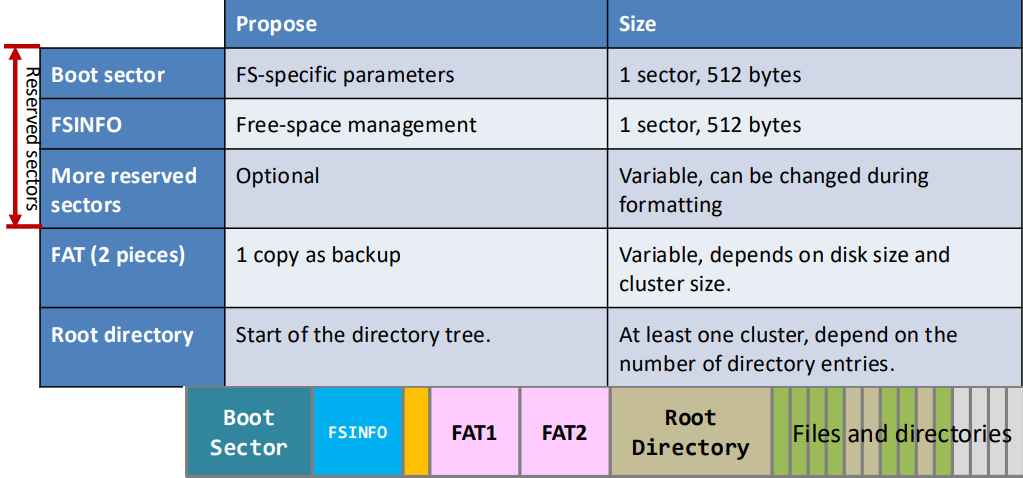 Propose
Size
Reserved sectors
Boot sector
FS-specific parameters
1 sector, 512 bytes
FSINFO
Free-space management
1 sector, 512 bytes
More reserved
sectors
Optional
Variable, can be changed during
formatting
FAT (2 pieces)
1 copy as backup
Variable, depends on disk size and
cluster size.
Root directory
Start of the directory tree.
At least one cluster, depend on the
number of directory entries.
Boot
Sector
FSINFO
FAT1
FAT2
Root
Directory
Files and directories